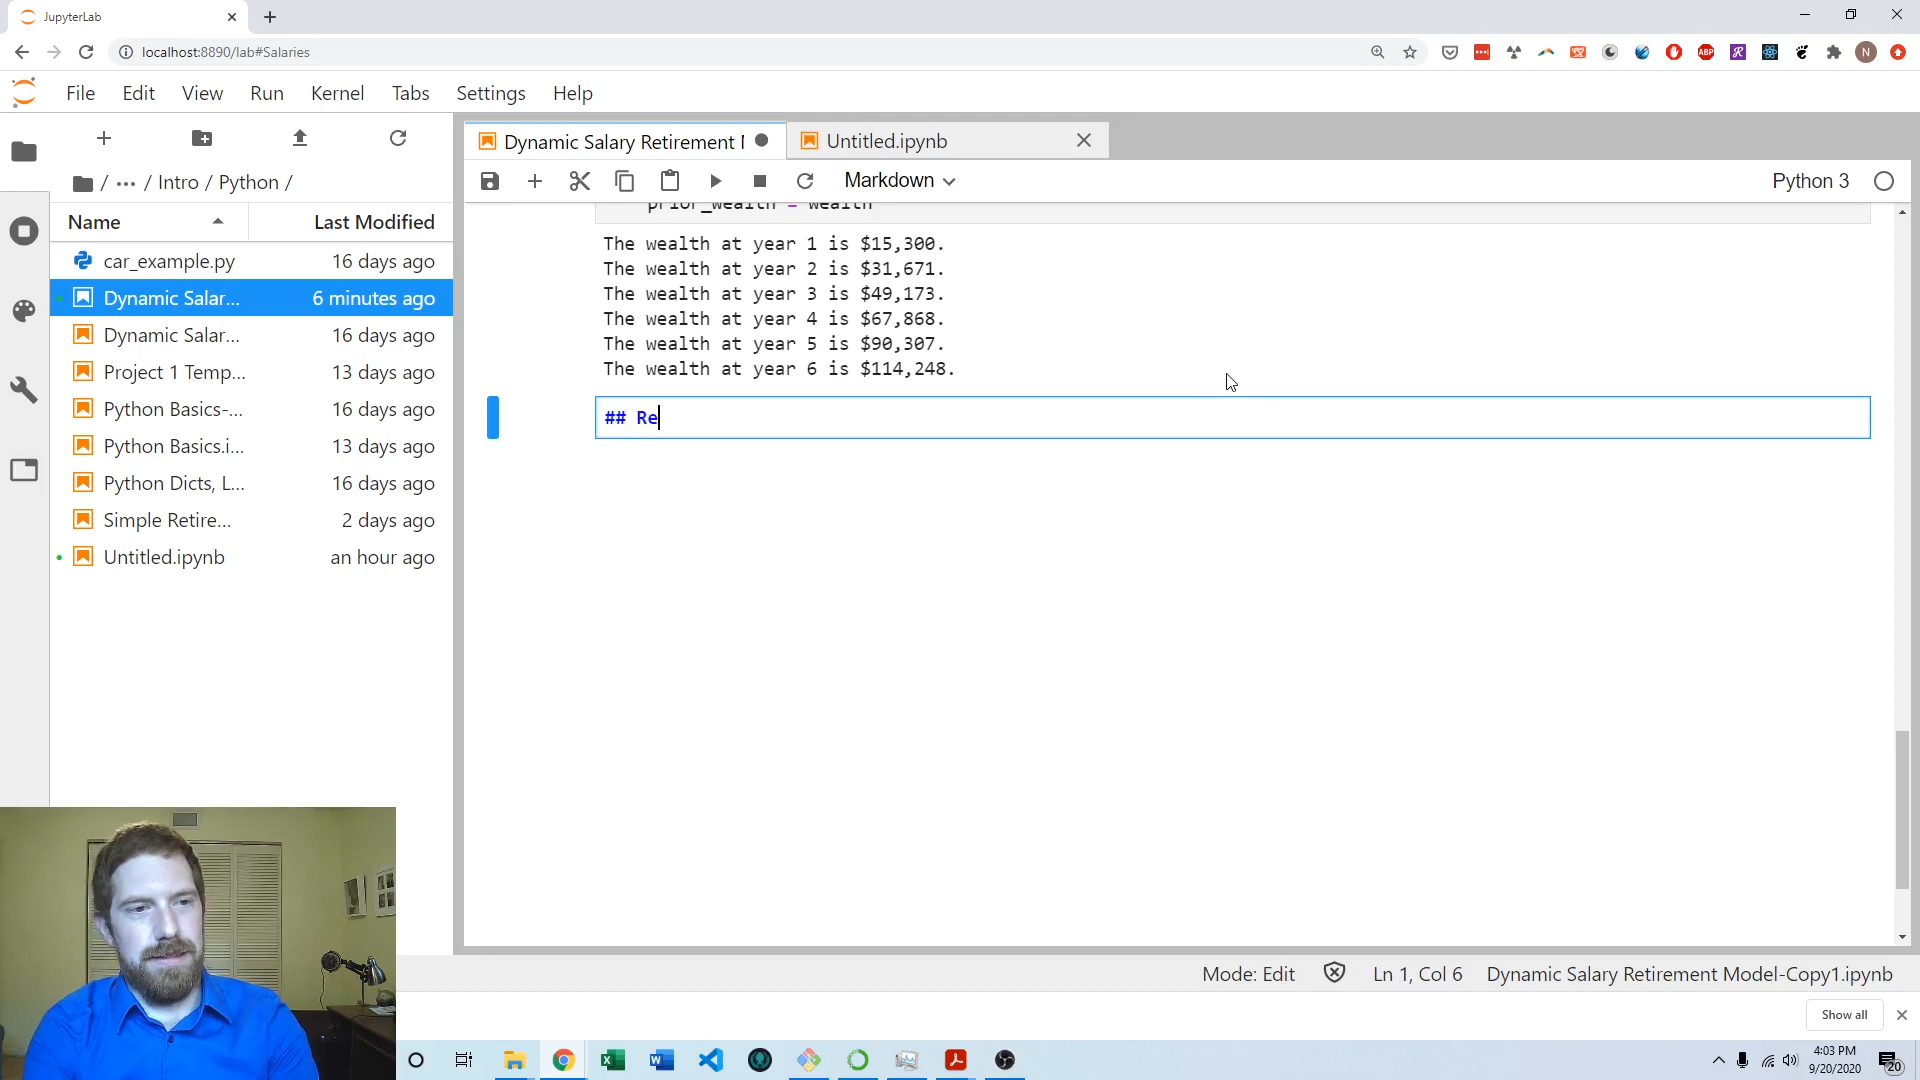 JupyterLab
localhost:8890/lab#Salaries
File Edit View Run Kernel Tabs Settings Help
/ ... / Intro / Python /
Name Last Modified
car_example.py 16 days ago
Dynamic Salar... 6 minutes ago
Dynamic Salar... 16 days ago
Project 1 Temp... 13 days ago
Python Basics-... 16 days ago
Python Basics.i... 13 days ago
Python Dicts, L... 16 days ago
Simple Retire... 2 days ago
Untitled.ipynb an hour ago
Dynamic Salary Retirement Untitled.ipynb
Markdown Python 3
prior_wealth = wealth
The wealth at year 1 is $15,300.
The wealth at year 2 is $31,671.
The wealth at year 3 is $49,173.
The wealth at year 4 is $67,868.
The wealth at year 5 is $90,307.
The wealth at year 6 is $114,248.
## Re
Mode: Edit Ln 1, Col 6 Dynamic Salary Retirement Model-Copy1.ipynb
Show all
4:03 PM
9/20/2020
20